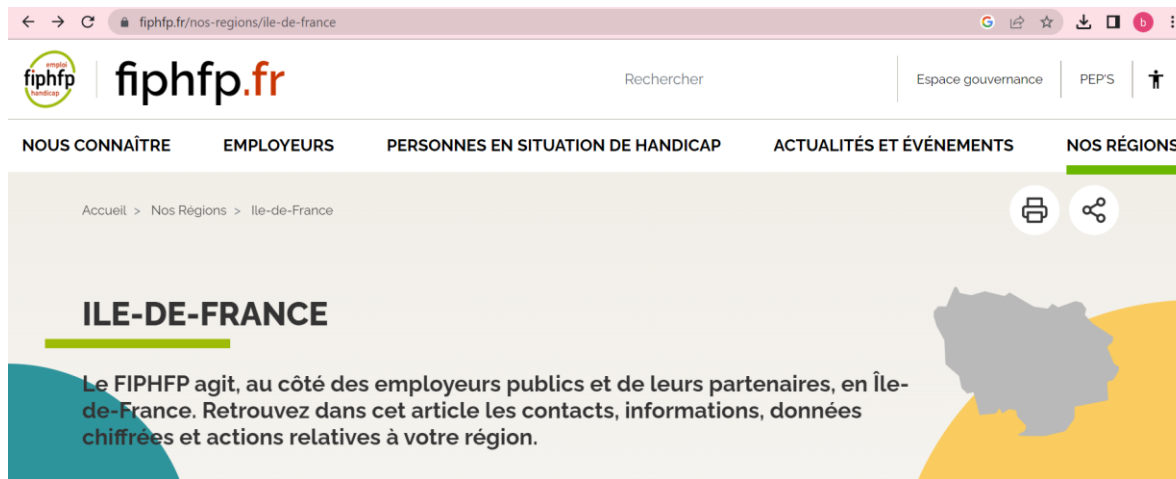 fiphfp.fr/nos-regions/ile-de-france
b
emploi
fiphfp
handicap
fiphfp.fr
Rechercher
Espace gouvernance
PEP'S
NOUS CONNAÎTRE EMPLOYEURS PERSONNES EN SITUATION DE HANDICAP ACTUALITÉS ET ÉVÉNEMENTS NOS RÉGIONS
Accueil > Nos Régions > Ile-de-France
ILE-DE-FRANCE
Le FIPHFP agit, au côté des employeurs publics et de leurs partenaires, en Île-
de-France. Retrouvez dans cet article les contacts, informations, données
chiffrées et actions relatives à votre région.